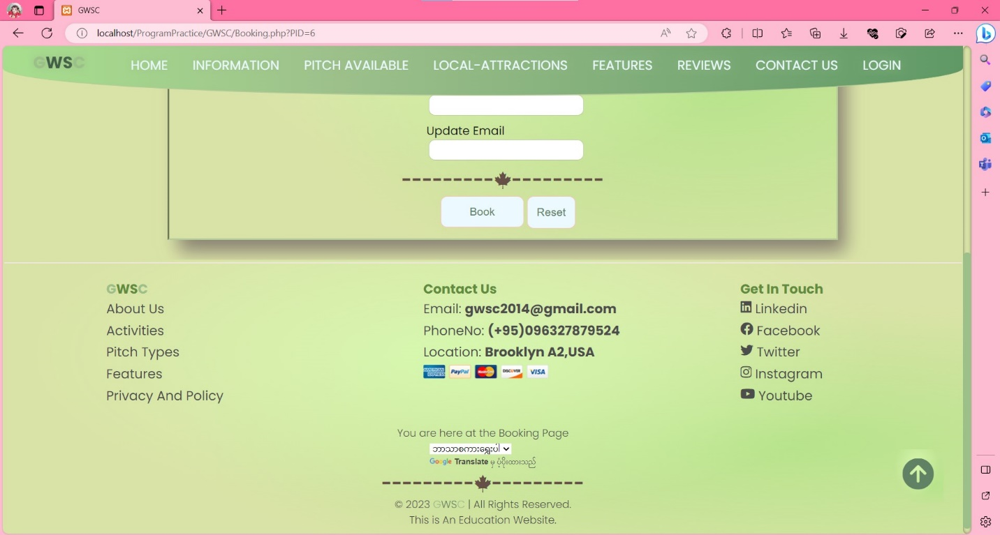 GWSC
localhost/ProgramPractice/GWSC/Booking.php?PID=6
GWSC
HOME INFORMATION PITCH AVAILABLE LOCAL-ATTRACTIONS FEATURES REVIEWS CONTACT US LOGIN
Update Email
Book Reset
GWSC
About Us
Activities
Pitch Types
Features
Privacy And Policy
Contact Us
Email: gwsc2014@gmail.com
PhoneNo: (+95)096327879524
Location: Brooklyn A2,USA
AMERICAN EXPRESS PayPal MasterCard DISCOVER VISA
Get In Touch
Linkedin
Facebook
Twitter
Instagram
Youtube
You are here at the Booking Page
ဘာသာစကားရွေးပါ
Google Translate မှ ပံ့ပိုးထားသည်
© 2023 GWSC | All Rights Reserved.
This is An Education Website.